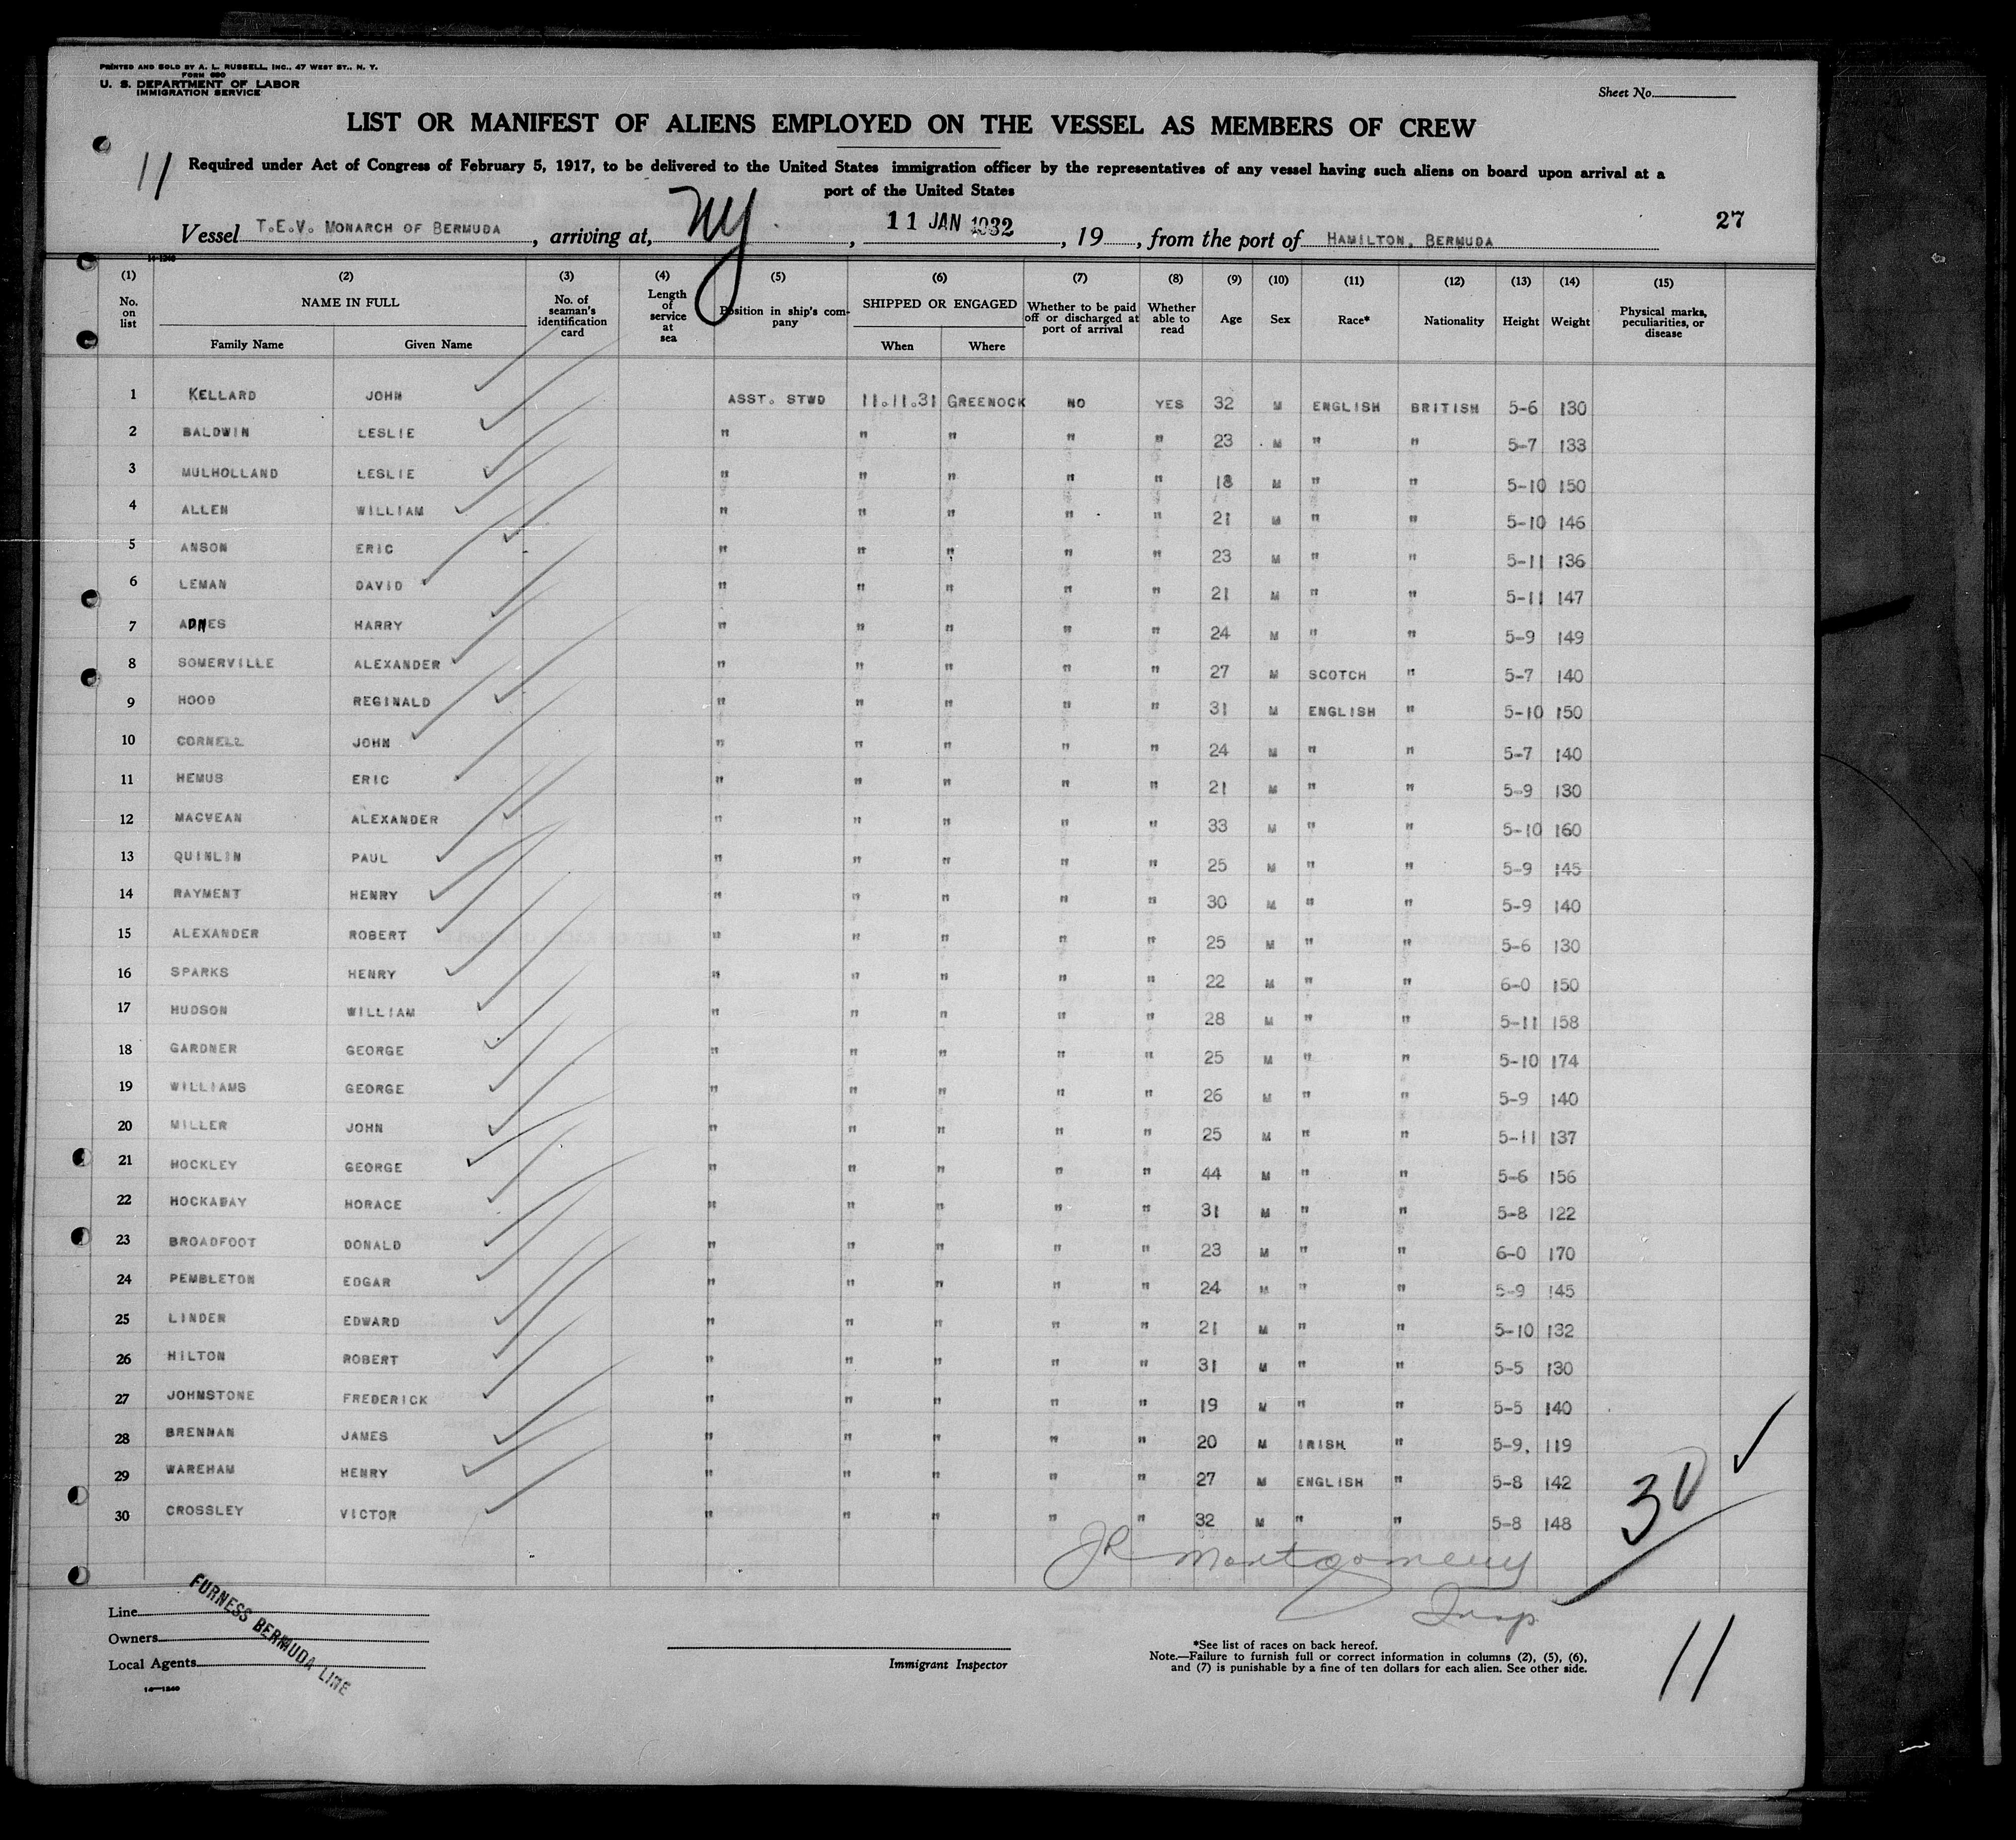 PRINTED AND SOLD BY A. L. RUSSELL, INC., 47 WEST ST., N. Y.
FORM 680
U. S. DEPARTMENT OF LABOR
IMMIGRATION SERVICE
Sheet No.
LIST OR MANIFEST OF ALIENS EMPLOYED ON THE VESSEL AS MEMBERS OF CREW
11 Required under Act of Congress of February 5, 1917, to be delivered to the United States immigration officer by the representatives of any vessel having such aliens on board upon arrival at a
port of the United States
Vessel T.E.V. MONARCH OF BERMUDA, arriving at, NY., 11 JAN 1932, 19, from the port of HAMILTON, BERMUDA 27
14-1240
(1) (2) (3) (4) (5) (6) (7) (8) (9) (10) (11) (12) (13) (14) (15)
No. on list NAME IN FULL Family Name Given Name No. of seaman's identification card Length of service at sea Position in ship's company SHIPPED OR ENGAGED When Where Whether to be paid off or discharged at port of arrival Whether able to read Age Sex Race* Nationality Height Weight Physical marks, peculiarities, or disease
1 KELLARD JOHN ASST. STWD 11.11.31 GREENOCK NO YES 32 M ENGLISH BRITISH 5-6 130
2 BALDWIN LESLIE " " " " " 23 M " " 5-7 133
3 MULHOLLAND LESLIE " " " " " 18 M " " 5-10 150
4 ALLEN WILLIAM " " " " " 21 M " " 5-10 146
5 ANSON ERIC " " " " " 23 M " " 5-11 136
6 LEMAN DAVID " " " " " 21 M " " 5-11 147
7 HARRY " " " " " 24 M " " 5-9 149
8 SOMERVILLE ALEXANDER " " " " " 27 M SCOTCH " 5-7 140
9 HOOD REGINALD " " " " " 31 M ENGLISH " 5-10 150
10 CORNELL JOHN " " " " " 24 M " " 5-7 140
11 HEMUS ERIC " " " " " 21 M " " 5-9 130
12 MACVEAN ALEXANDER " " " " " 33 M " " 5-10 160
13 QUINLIN PAUL " " " " " 25 M " " 5-9 145
14 RAYMENT HENRY " " " " " 30 M " " 5-9 140
15 ALEXANDER ROBERT " " " " " 25 M " " 5-6 130
16 SPARKS HENRY " " " " " 22 M " " 6-0 150
17 HUDSON WILLIAM " " " " " 28 M " " 5-11 158
18 GARDNER GEORGE " " " " " 25 M " " 5-10 174
19 WILLIAMS GEORGE " " " " " 26 M " " 5-9 140
20 MILLER JOHN " " " " " 25 M " " 5-11 137
21 HOCKLEY GEORGE " " " " " 44 M " " 5-6 156
22 HOCKADAY HORACE " " " " " 31 M " " 5-8 122
23 BROADFOOT DONALD " " " " " 23 M " " 6-0 170
24 PEMBLETON EDGAR " " " " " 24 M " " 5-9 145
25 LINDER EDWARD " " " " " 21 M " " 5-10 132
26 HILTON ROBERT " " " " " 31 M " " 5-5 130
27 JOHMSTONE FREDERICK " " " " " 19 M " " 5-5 140
28 BRENNAN JAMES " " " " " 20 M IRISH " 5-9. 119
29 WAREHAM HENRY " " " " " 27 M ENGLISH " 5-8 142
30 CROSSLEY VICTOR " " " " " 32 M " " 5-8 148
30
JR Montgomery
Insp
Line
Owners
Local Agents
FURNESS BERMUDA LINE
14—1240
Immigrant Inspector
*See list of races on back hereof.
Note.—Failure to furnish full or correct information in columns (2), (5), (6),
and (7) is punishable by a fine of ten dollars for each alien. See other side.
11